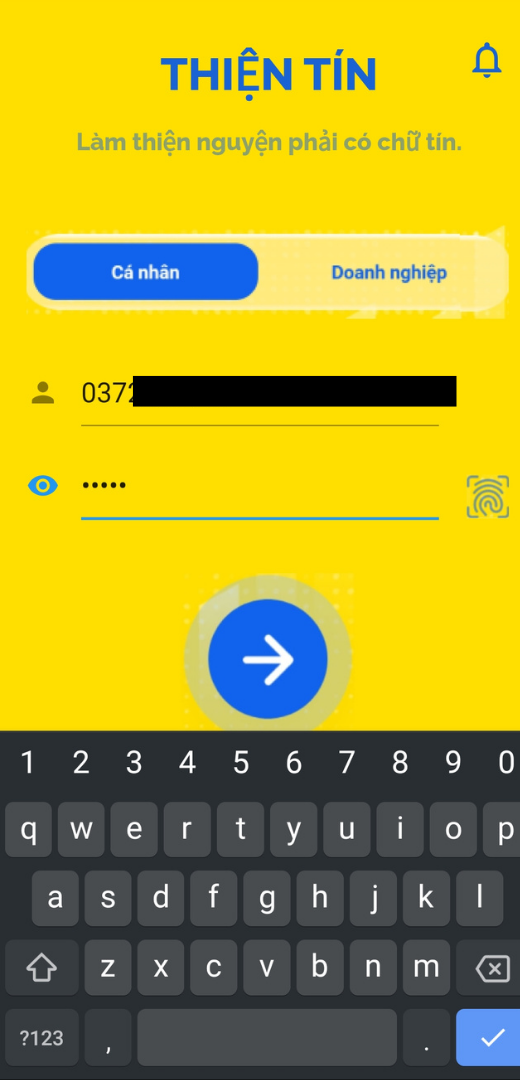 THIỆN TÍN
Làm thiện nguyện phải có chữ tín.
Cá nhân Doanh nghiệp
0372
•••••
1 2 3 4 5 6 7 8 9 0
q w e r t y u i o p
a s d f g h j k l
z x c v b n m
?123 , .